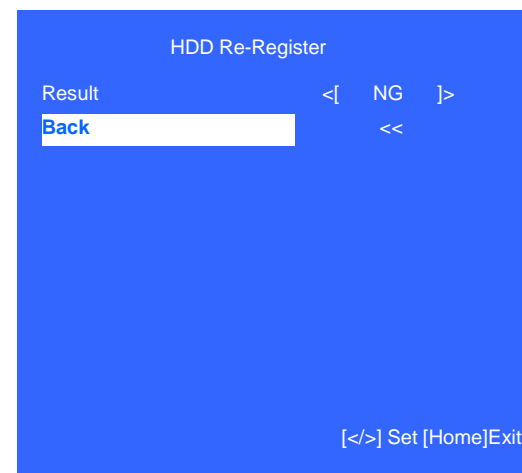 HDD Re-Register
Result <[ NG ]>
Back <<
[</>] Set [Home]Exit